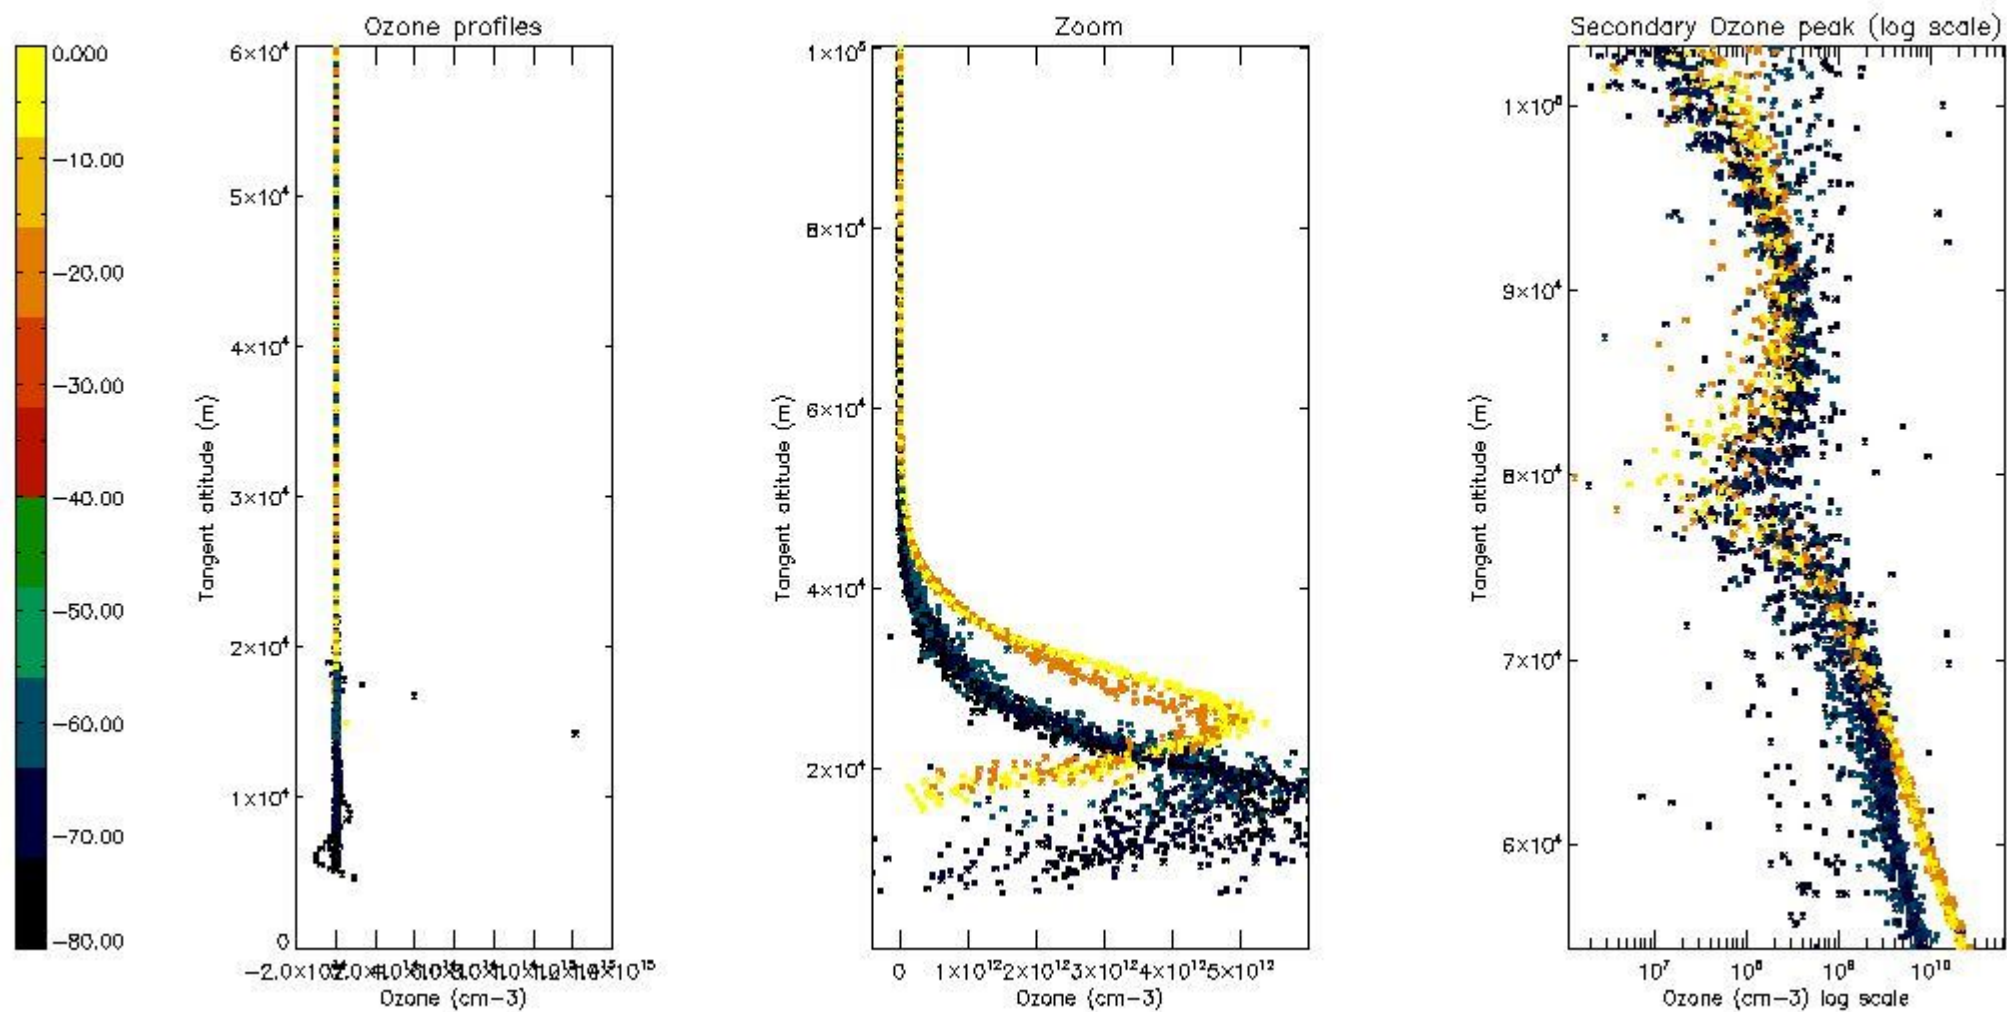 Ozone profiles
Zoom
Secondary Ozone peak (log scale)
0.000
−10.00
−20.00
−30.00
−40.00
−50.00
−60.00
−70.00
−80.00
6×10⁴
5×10⁴
4×10⁴
3×10⁴
2×10⁴
1×10⁴
0
Tangent altitude (m)
Ozone (cm−3)
1×10⁵
8×10⁴
6×10⁴
4×10⁴
2×10⁴
Tangent altitude (m)
0 1×10¹² 2×10¹² 3×10¹² 4×10¹² 5×10¹²
Ozone (cm−3)
1×10⁵
9×10⁴
8×10⁴
7×10⁴
6×10⁴
Tangent altitude (m)
10⁷ 10⁸ 10⁹ 10¹⁰
Ozone (cm−3) log scale